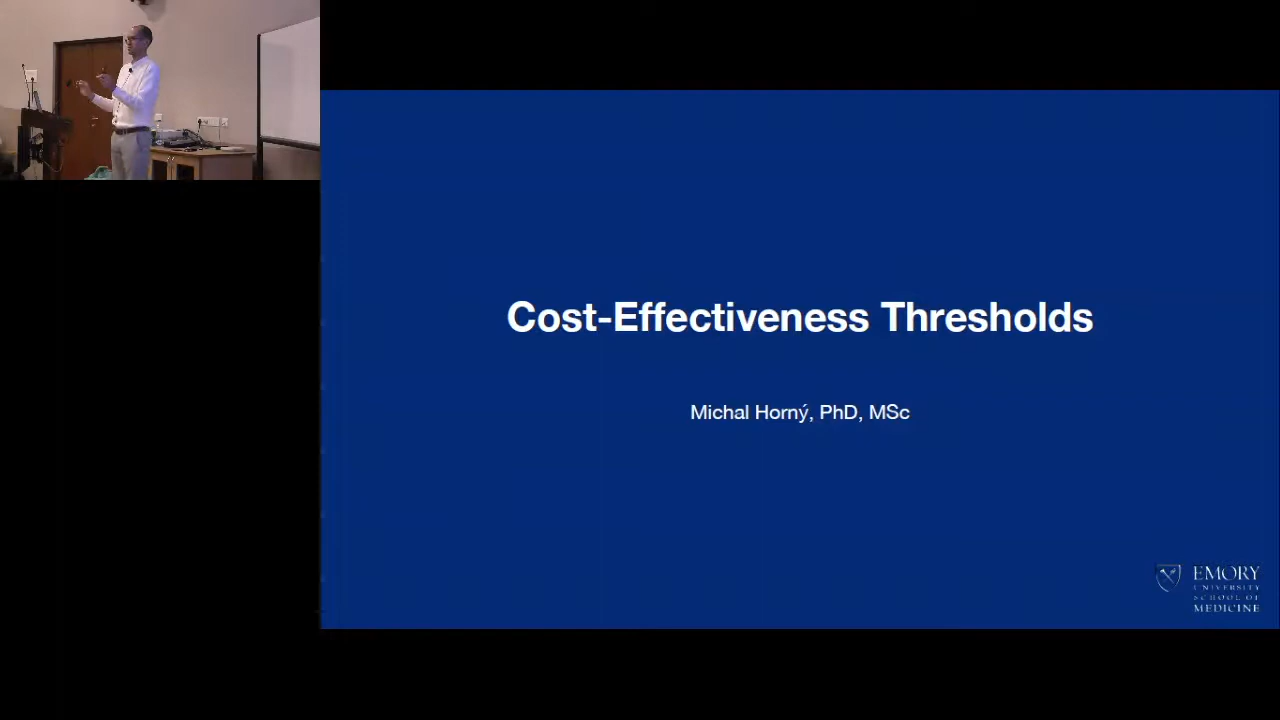 Cost-Effectiveness Thresholds
Michal Horný, PhD, MSc
EMORY
UNIVERSITY
SCHOOL OF
MEDICINE